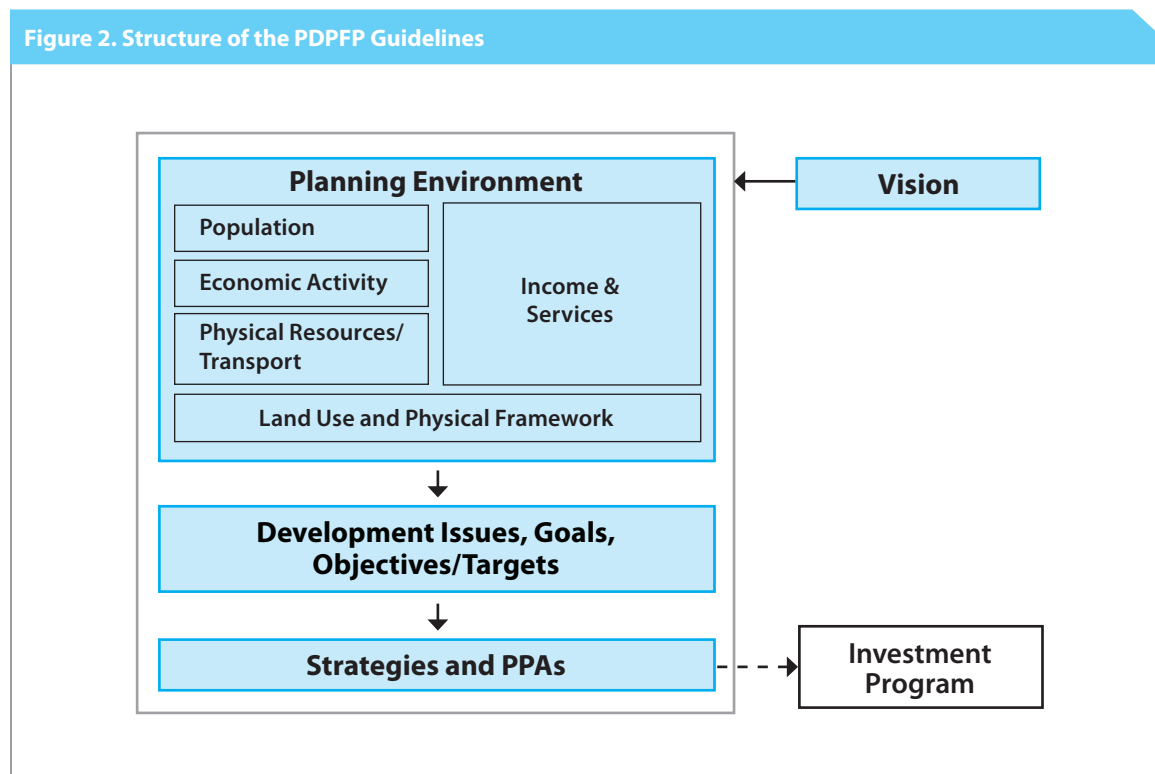 Figure 2. Structure of the PDPFP Guidelines
Planning Environment
Population
Economic Activity
Physical Resources/
Transport
Income &
Services
Land Use and Physical Framework
Vision
Development Issues, Goals,
Objectives/Targets
Strategies and PPAs
Investment
Program